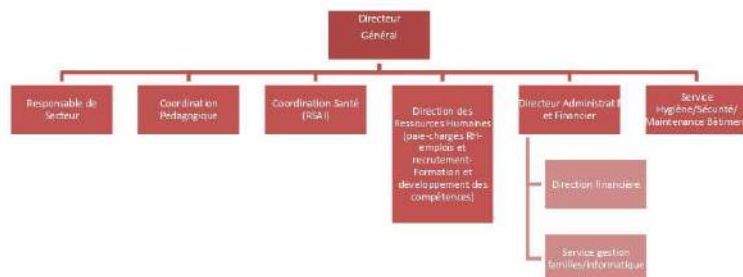 Directeur
Général
Responsable de
Secteur
Coordination
Pédagogique
Coordination Santé
(RSAI)
Direction des
Ressources Humaines
(paie-chargés RH-
emplois et
recrutement-
Formation et
développement des
compétences)
Directeur Administratif
et Financier
Service
Hygiène/Sécurité/
Maintenance Bâtiment
Direction financière
Service gestion
familles/informatique